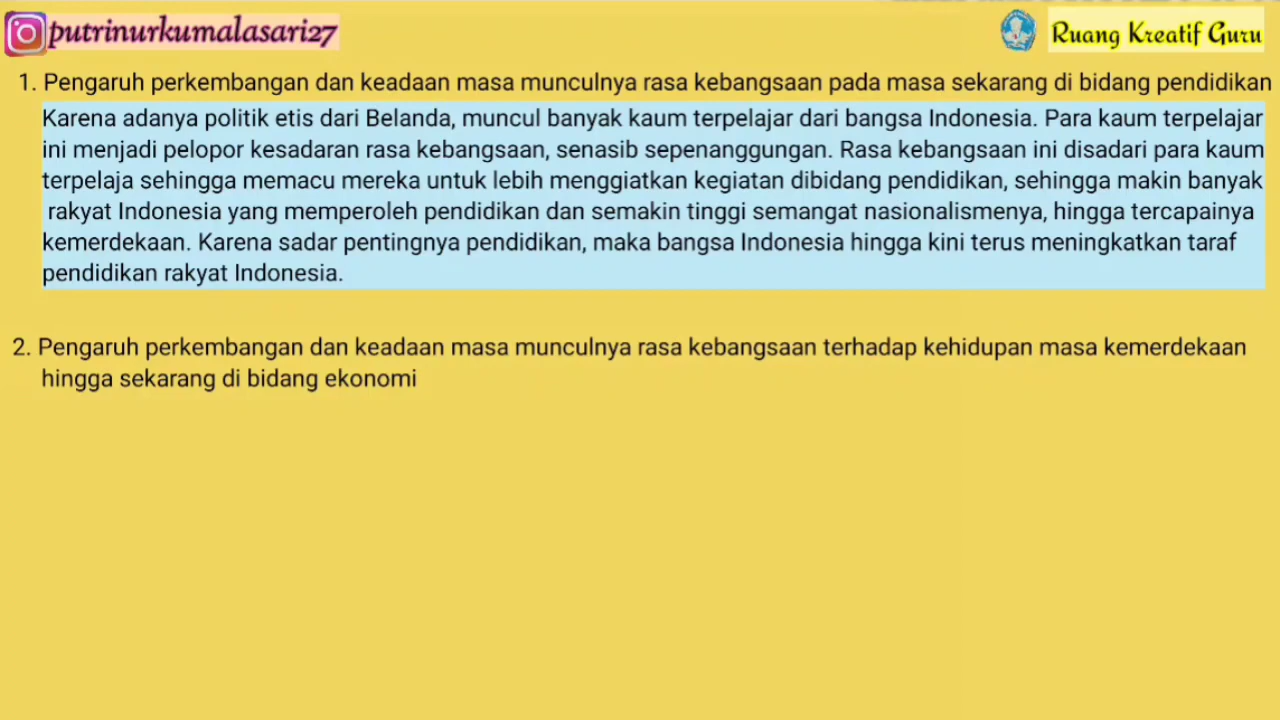 putrinurkumalasari27
Ruang Kreatif Guru
1. Pengaruh perkembangan dan keadaan masa munculnya rasa kebangsaan pada masa sekarang di bidang pendidikan
Karena adanya politik etis dari Belanda, muncul banyak kaum terpelajar dari bangsa Indonesia. Para kaum terpelajar
ini menjadi pelopor kesadaran rasa kebangsaan, senasib sepenanggungan. Rasa kebangsaan ini disadari para kaum
terpelaja sehingga memacu mereka untuk lebih menggiatkan kegiatan dibidang pendidikan, sehingga makin banyak
rakyat Indonesia yang memperoleh pendidikan dan semakin tinggi semangat nasionalismenya, hingga tercapainya
kemerdekaan. Karena sadar pentingnya pendidikan, maka bangsa Indonesia hingga kini terus meningkatkan taraf
pendidikan rakyat Indonesia.
2. Pengaruh perkembangan dan keadaan masa munculnya rasa kebangsaan terhadap kehidupan masa kemerdekaan
hingga sekarang di bidang ekonomi